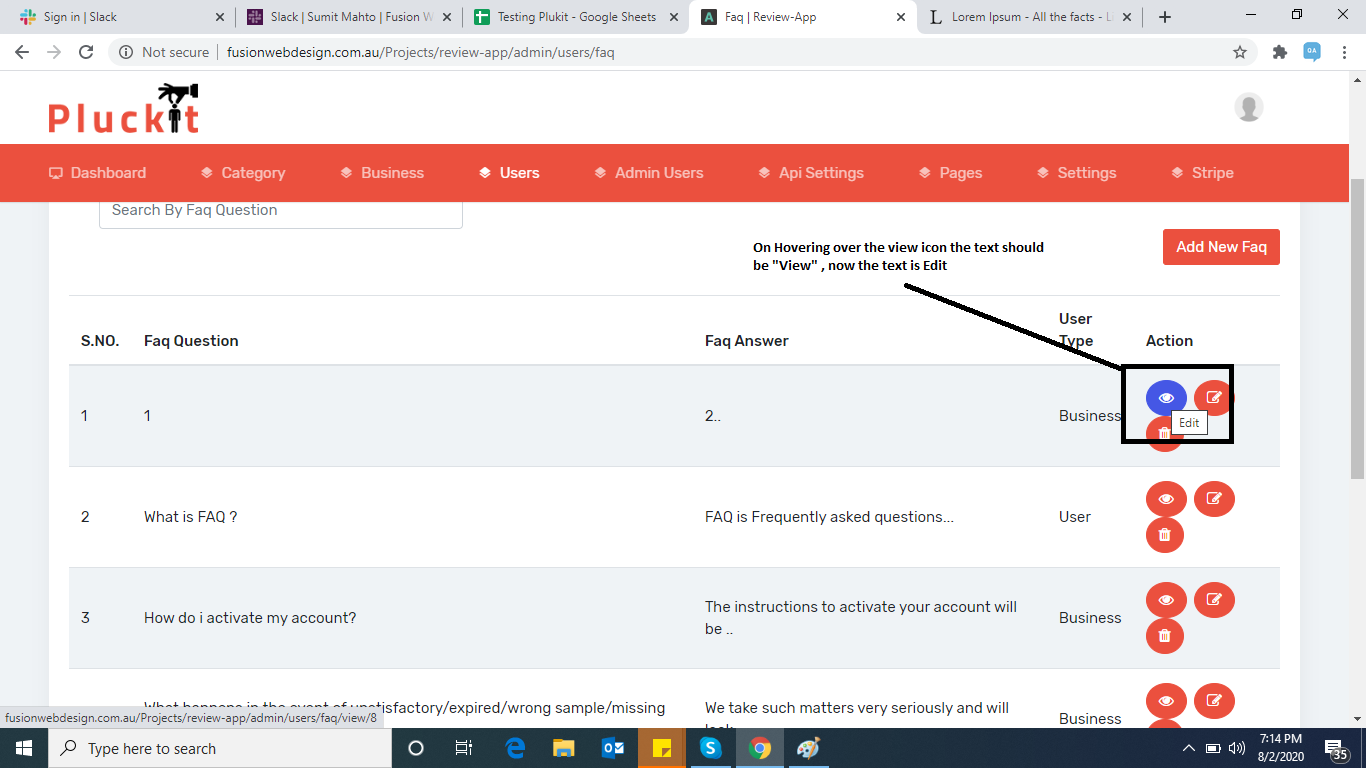 Sign in | Slack
Slack | Sumit Mahto | Fusion W
Testing Plukit - Google Sheets
Faq | Review-App
Lorem Ipsum - All the facts - Li
Not secure | fusionwebdesign.com.au/Projects/review-app/admin/users/faq
QA
Pluckit
Dashboard Category Business Users Admin Users Api Settings Pages Settings Stripe
Search By Faq Question
On Hovering over the view icon the text should
be "View" , now the text is Edit
Add New Faq
S.NO. Faq Question Faq Answer User Type Action
1 1 2.. Business
Edit
2 What is FAQ ? FAQ is Frequently asked questions... User
3 How do i activate my account? The instructions to activate your account will
be ..
Business
What happens in the event of unsatisfactory/expired/wrong sample/missing
We take such matters very seriously and will
Business
fusionwebdesign.com.au/Projects/review-app/admin/users/faq/view/8
Type here to search
7:14 PM
8/2/2020
35